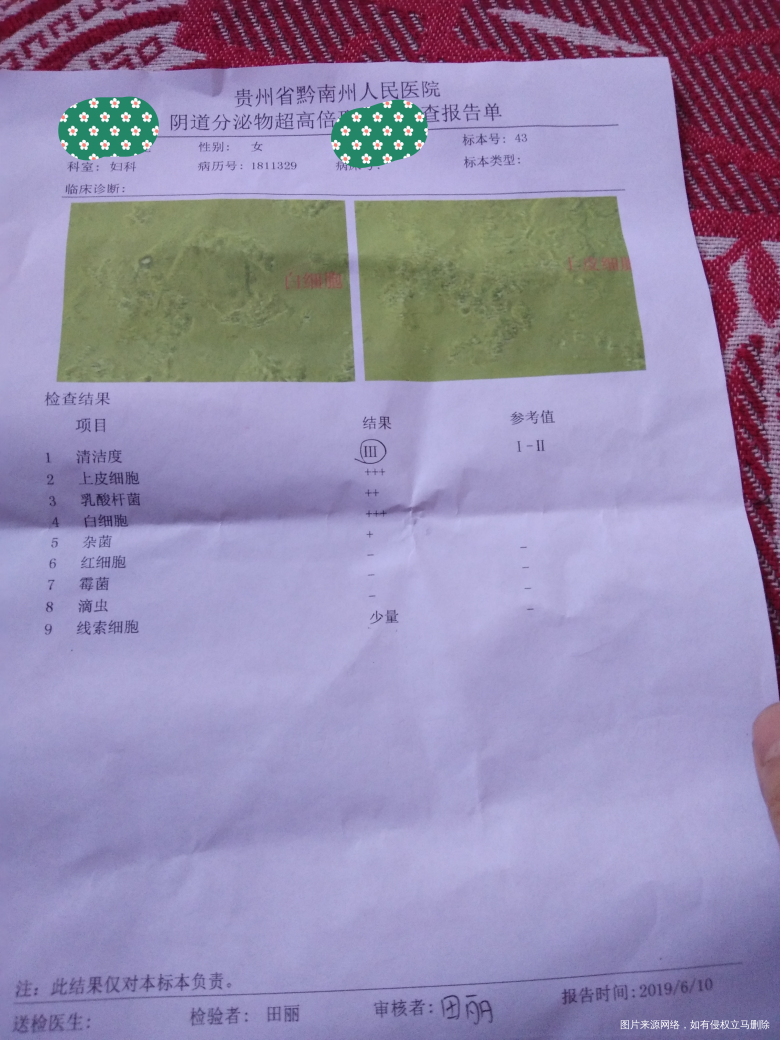 贵州省黔南州人民医院
阴道分泌物超高倍 查报告单
性别: 女 标本号: 43
科室: 妇科 病历号: 1811329 标本类型:
临床诊断:
白细胞 上皮细胞
检查结果
项目 结果 参考值
1 清洁度 III I-II
2 上皮细胞 +++
3 乳酸杆菌 ++
4 白细胞 +++
5 杂菌 +
6 红细胞 - -
7 霉菌 - -
8 滴虫 - -
9 线索细胞 少量 -
注: 此结果仅对本标本负责。
送检医生: 检验者: 田丽 审核者: 田丽 报告时间:2019/6/10
图片来源网络,如有侵权立马删除